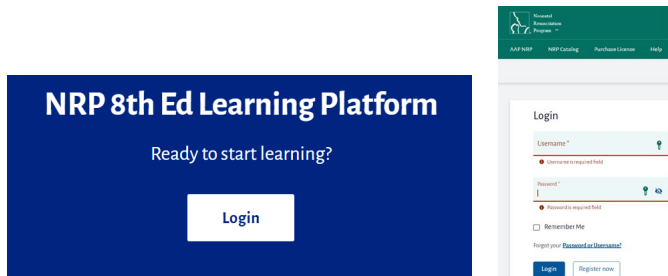 NRP 8th Ed Learning Platform
Ready to start learning?
Login
Neonatal
Resuscitation
Program
AAP NRP NRP Catalog Purchase License Help
Login
Username *
Username is required field
Password *
Password is required field
Remember Me
Forgot your Password or Username?
Login Register now